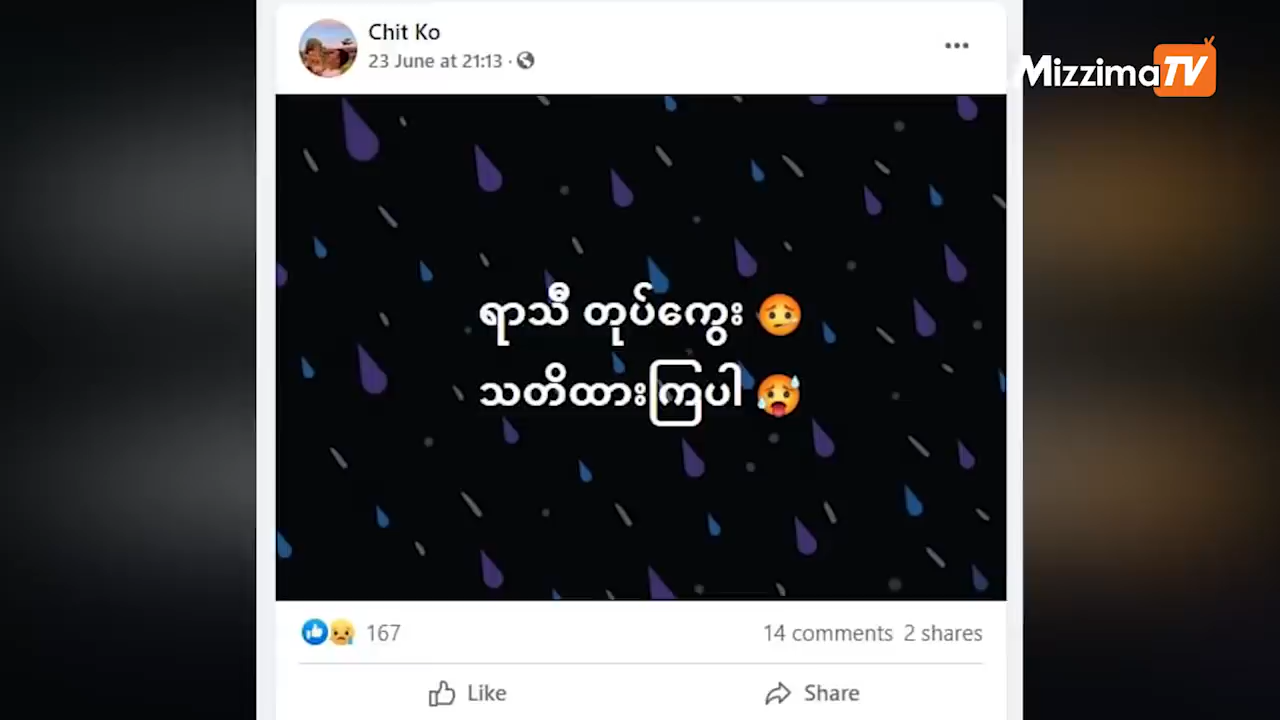 Chit Ko
23 June at 21:13 ·
MizzimaTV
ရာသီ တုပ်ကွေး 🤒
သတိထားကြပါ 🥵
167
14 comments 2 shares
Like
Share